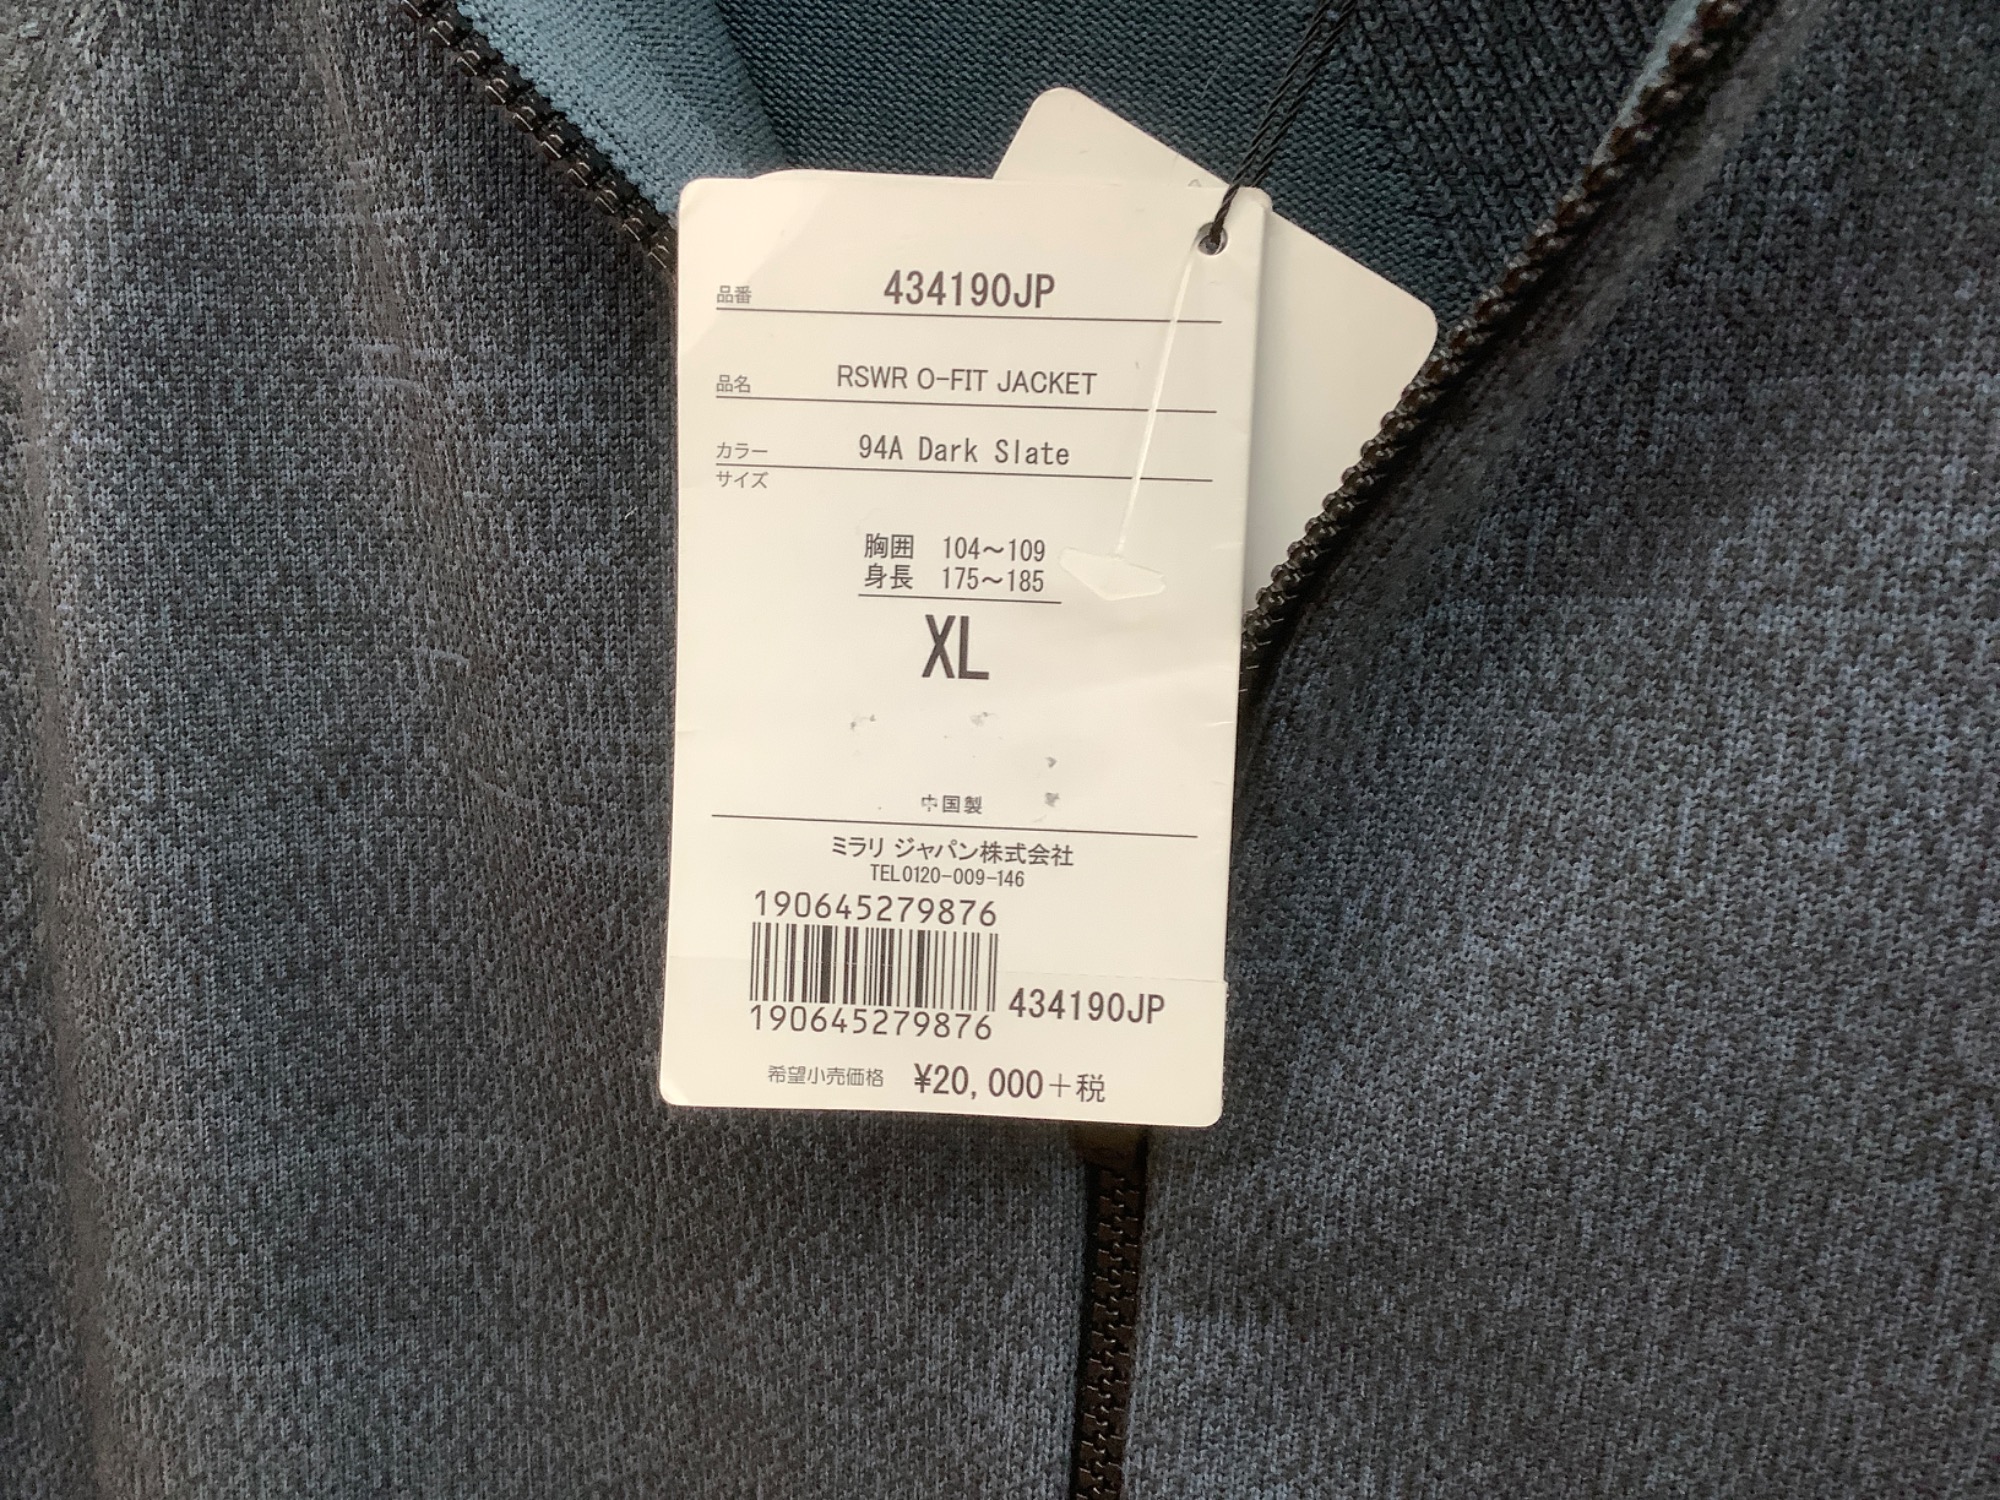 品番 434190JP
品名 RSWR O-FIT JACKET
カラー 94A Dark Slate
サイズ
胸囲 104〜109
身長 175〜185
XL
中国製
ミラリ ジャパン株式会社
TEL0120-009-146
190645279876
190645279876 434190JP
希望小売価格 ¥20,000+税